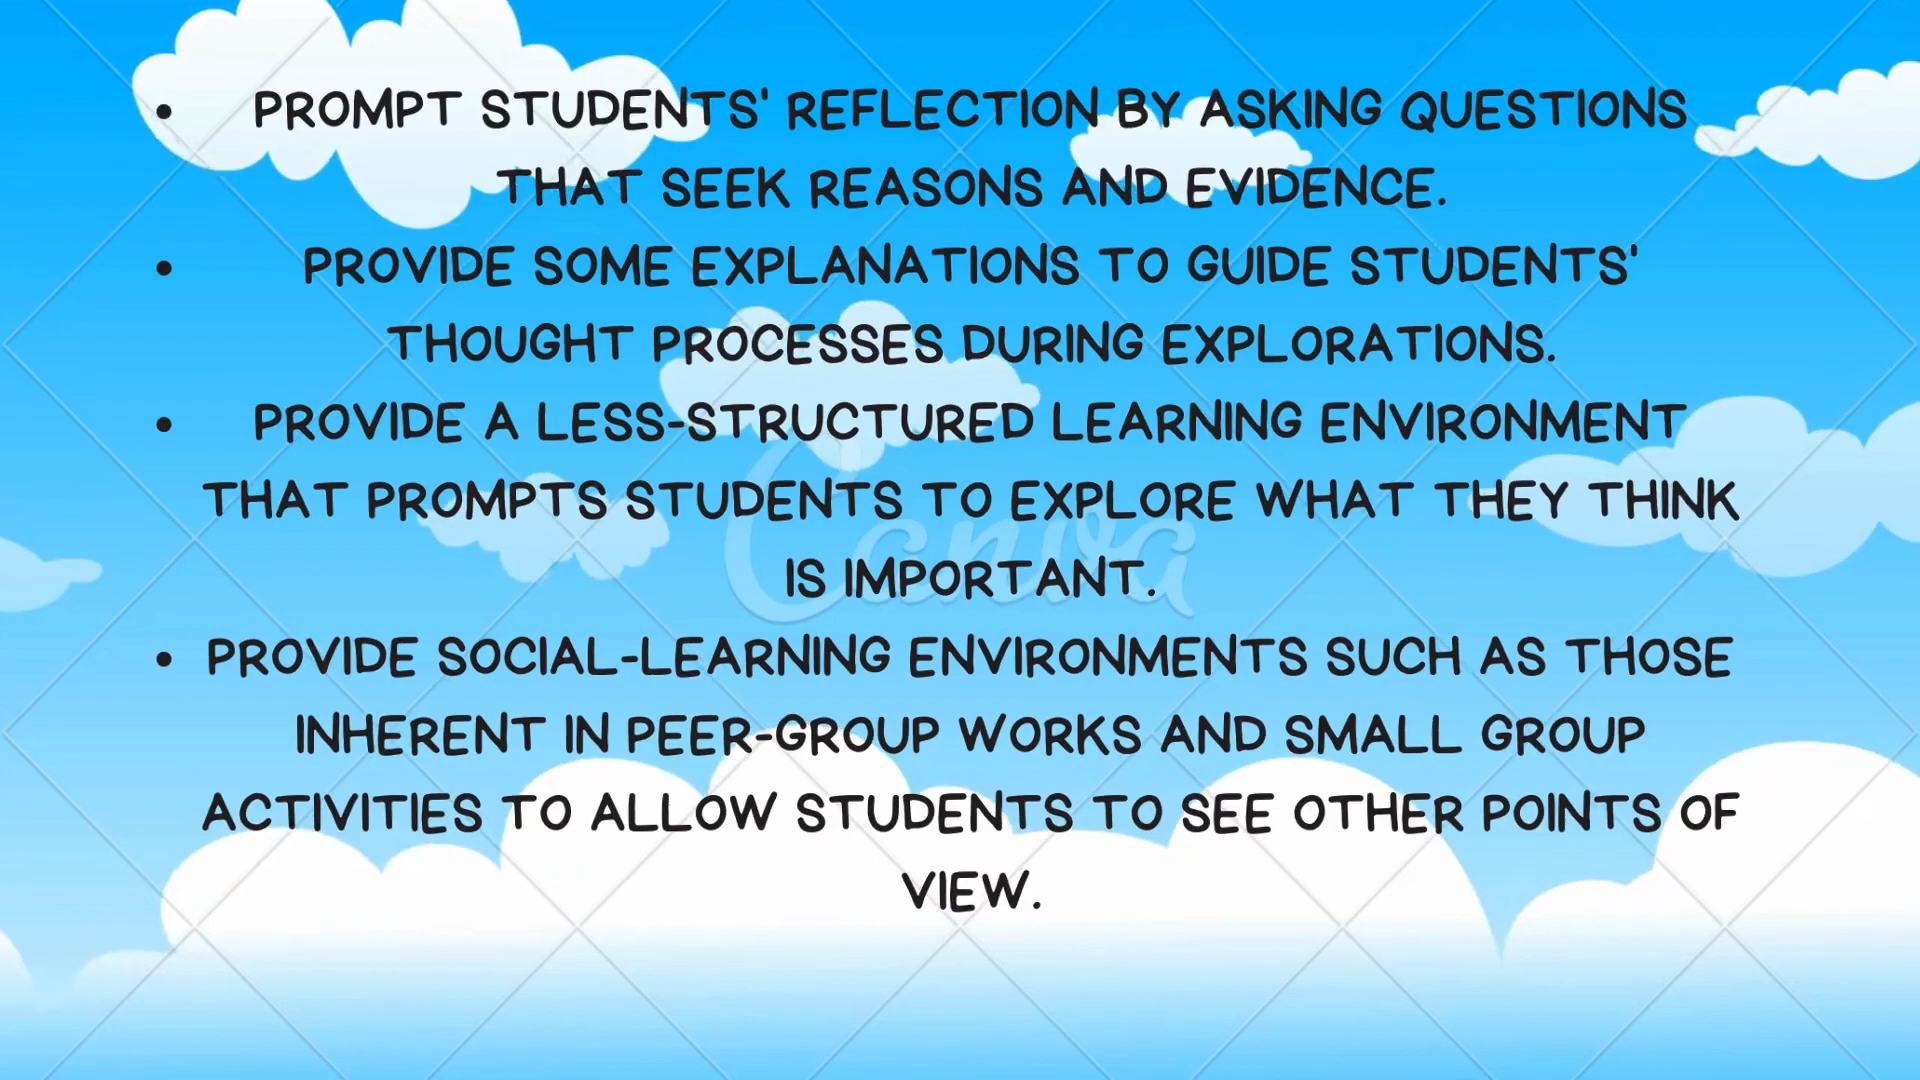 • PROMPT STUDENTS' REFLECTION BY ASKING QUESTIONS
THAT SEEK REASONS AND EVIDENCE.
• PROVIDE SOME EXPLANATIONS TO GUIDE STUDENTS'
THOUGHT PROCESSES DURING EXPLORATIONS.
• PROVIDE A LESS-STRUCTURED LEARNING ENVIRONMENT
THAT PROMPTS STUDENTS TO EXPLORE WHAT THEY THINK
IS IMPORTANT.
Canva
• PROVIDE SOCIAL-LEARNING ENVIRONMENTS SUCH AS THOSE
INHERENT IN PEER-GROUP WORKS AND SMALL GROUP
ACTIVITIES TO ALLOW STUDENTS TO SEE OTHER POINTS OF
VIEW.